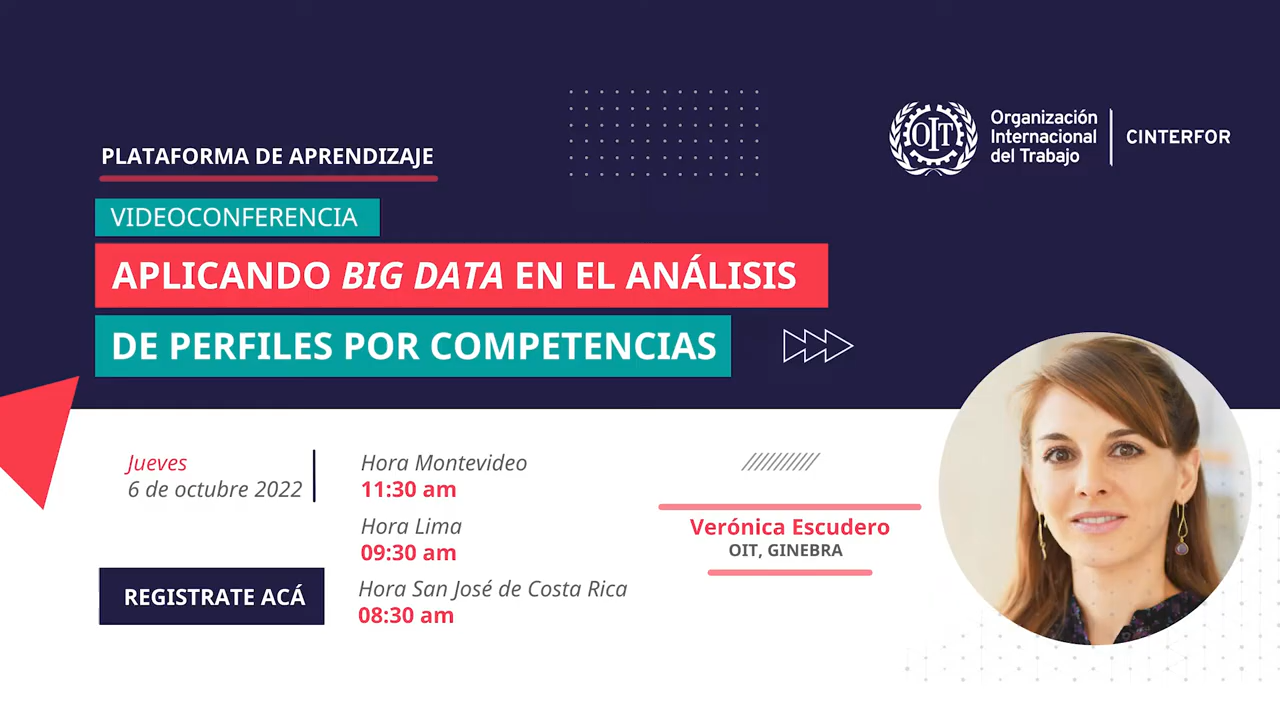 PLATAFORMA DE APRENDIZAJE
VIDEOCONFERENCIA
APLICANDO BIG DATA EN EL ANÁLISIS
DE PERFILES POR COMPETENCIAS
OIT
Organización
Internacional
del Trabajo
CINTERFOR
Jueves
6 de octubre 2022
Hora Montevideo
11:30 am
Hora Lima
09:30 am
Hora San José de Costa Rica
08:30 am
REGISTRATE ACÁ
Verónica Escudero
OIT, GINEBRA